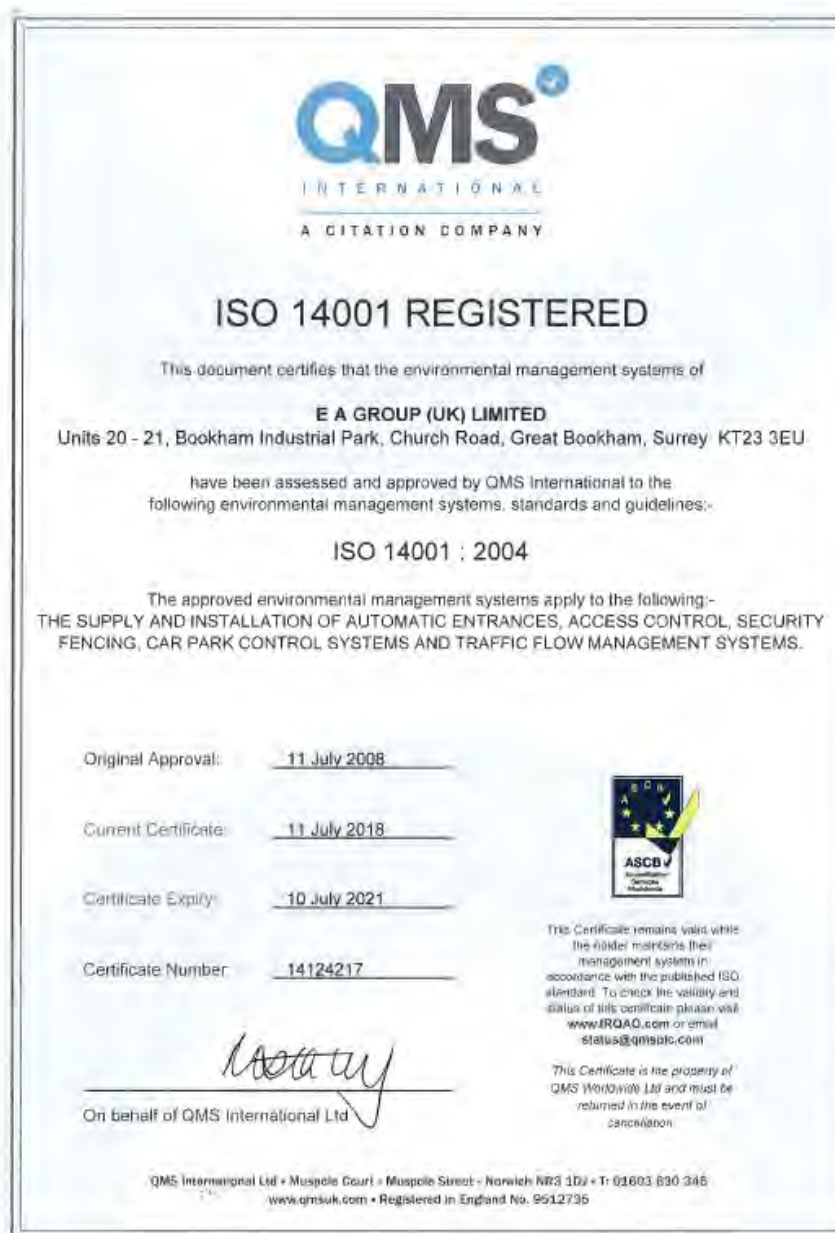 QMS
INTERNATIONAL
A CITATION COMPANY
ISO 14001 REGISTERED
This document certifies that the environmental management systems of
E A GROUP (UK) LIMITED
Units 20 - 21, Bookham Industrial Park, Church Road, Great Bookham, Surrey KT23 3EU
have been assessed and approved by QMS International to the
following environmental management systems, standards and guidelines:-
ISO 14001 : 2004
The approved environmental management systems apply to the following:-
THE SUPPLY AND INSTALLATION OF AUTOMATIC ENTRANCES, ACCESS CONTROL, SECURITY
FENCING, CAR PARK CONTROL SYSTEMS AND TRAFFIC FLOW MANAGEMENT SYSTEMS.
Original Approval: 11 July 2008
Current Certificate: 11 July 2018
Certificate Expiry: 10 July 2021
Certificate Number: 14124217
ASCB
Accreditation
Services
Worldwide
This Certificate remains valid while
the holder maintains their
management system in
accordance with the published ISO
standard. To check the validity and
status of this certificate please visit
www.IRQAO.com or email
status@qmsplc.com
This Certificate is the property of
QMS Worldwide Ltd and must be
returned in the event of
cancellation
On behalf of QMS International Ltd
QMS International Ltd • Muspole Court • Muspole Street - Norwich NR3 1DJ • T: 01603 630 345
www.qmsuk.com • Registered in England No. 9612736